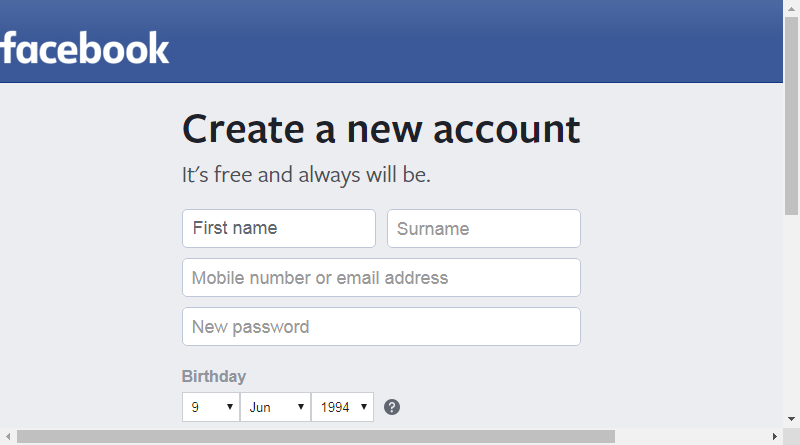 facebook
Create a new account
It's free and always will be.
First name Surname
Mobile number or email address
New password
Birthday
9 Jun 1994 ?